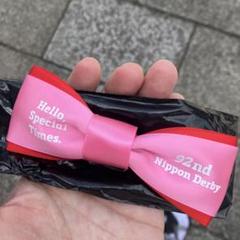 Hello,
Special
Times.
92nd
Nippon Derby